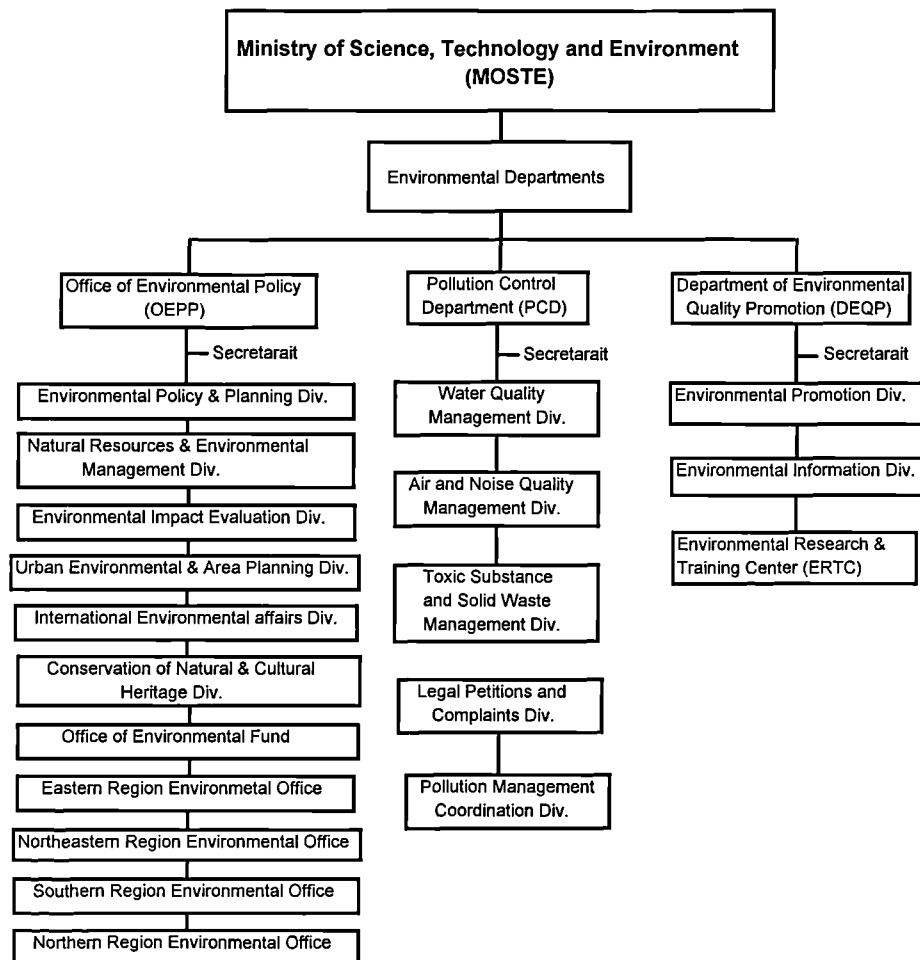 Ministry of Science, Technology and Environment
(MOSTE)
Environmental Departments
Office of Environmental Policy
(OEPP)
Secretarait
Environmental Policy & Planning Div.
Natural Resources & Environmental
Management Div.
Environmental Impact Evaluation Div.
Urban Environmental & Area Planning Div.
International Environmental affairs Div.
Conservation of Natural & Cultural
Heritage Div.
Office of Environmental Fund
Eastern Region Environmetal Office
Northeastern Region Environmental Office
Southern Region Environmental Office
Northern Region Environmental Office
Pollution Control
Department (PCD)
Secretarait
Water Quality
Management Div.
Air and Noise Quality
Management Div.
Toxic Substance
and Solid Waste
Management Div.
Legal Petitions and
Complaints Div.
Pollution Management
Coordination Div.
Department of Environmental
Quality Promotion (DEQP)
Secretarait
Environmental Promotion Div.
Environmental Information Div.
Environmental Research &
Training Center (ERTC)